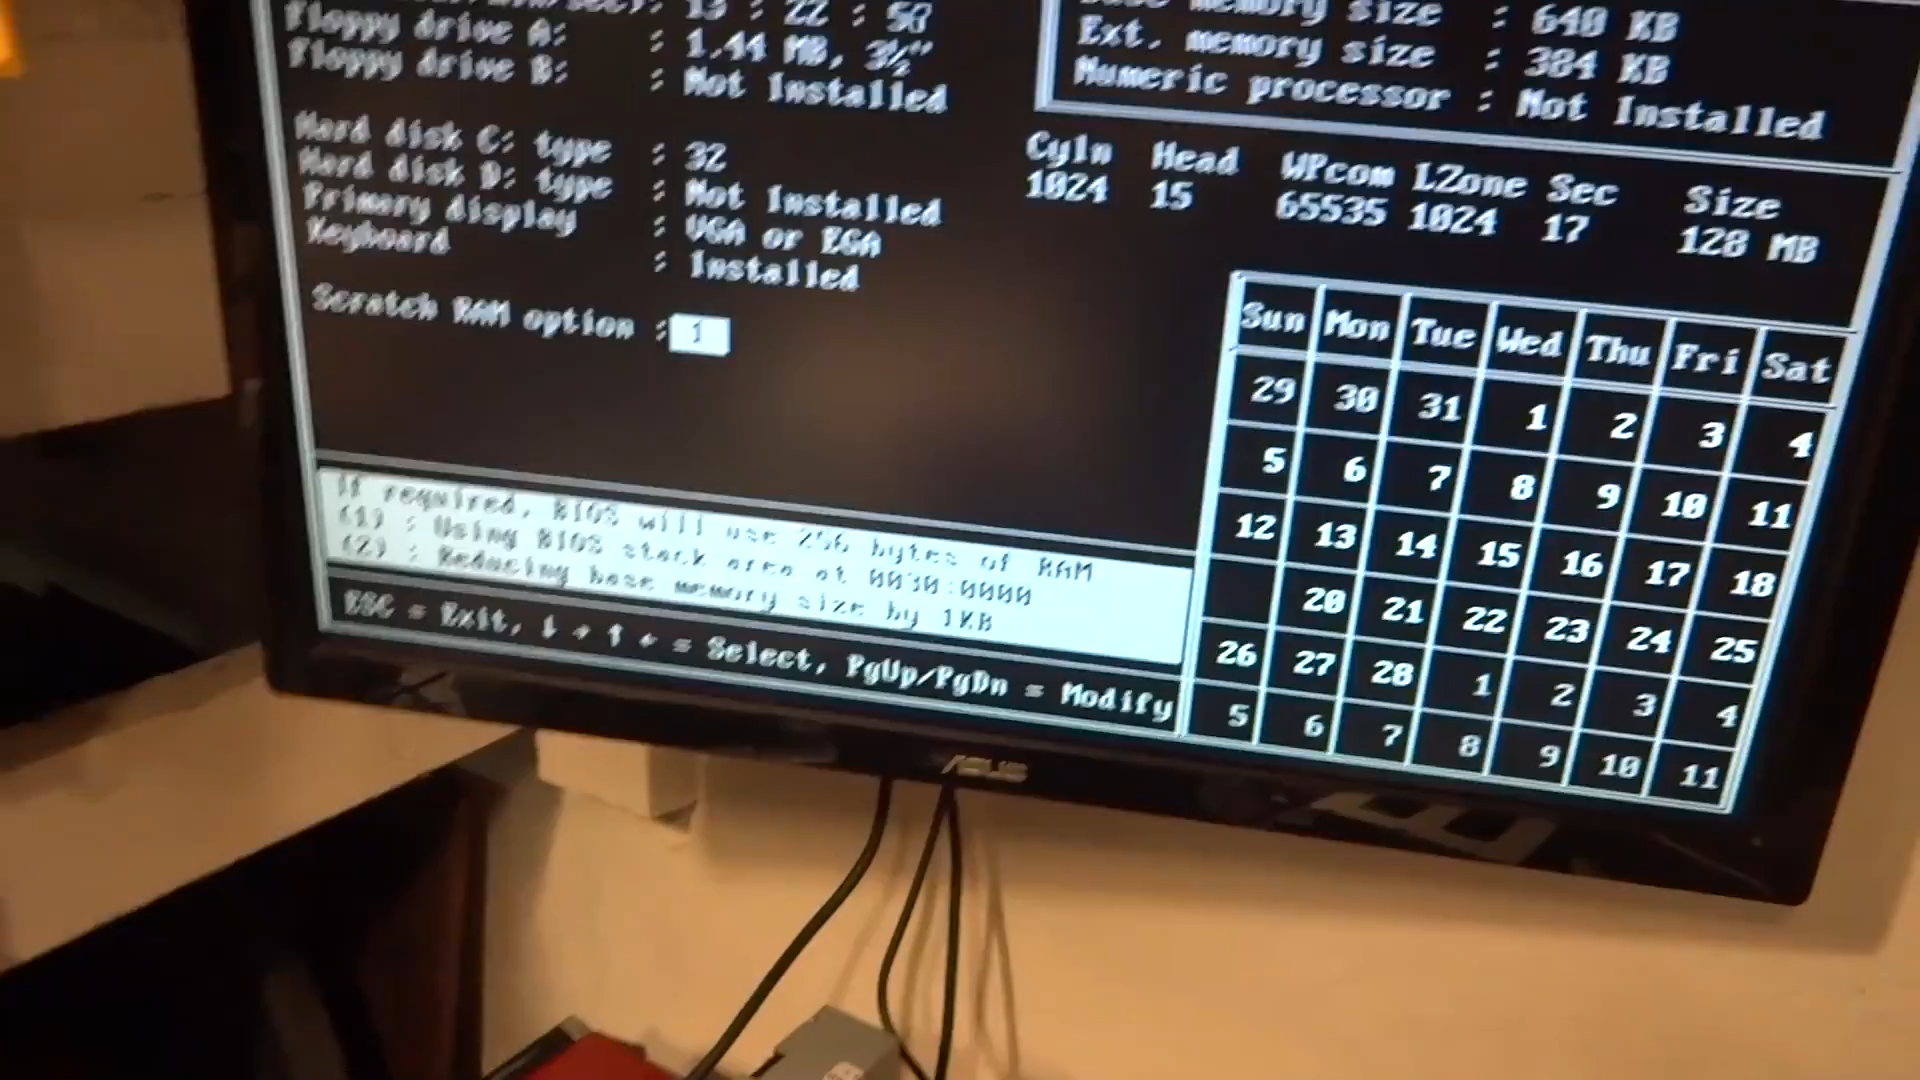 : 13 : 22 : 58
Floppy drive A: : 1.44 MB, 3½"
Floppy drive B: : Not Installed
Hard disk C: type : 32
Hard disk D: type : Not Installed
Primary display : VGA or EGA
Keyboard : Installed
Scratch RAM option : 1
memory size : 640 KB
Ext. memory size : 384 KB
Numeric processor : Not Installed
Cyln Head WPcom LZone Sec Size
1024 15 65535 1024 17 128 MB
Sun Mon Tue Wed Thu Fri Sat
29 30 31 1 2 3 4
5 6 7 8 9 10 11
12 13 14 15 16 17 18
20 21 22 23 24 25
26 27 28 1 2 3 4
5 6 7 8 9 10 11
If required, BIOS will use 256 bytes of RAM
(1) : Using BIOS stack area at 0030:0000
(2) : Reducing base memory size by 1KB
ESC = Exit, ↓ → ↑ ← = Select, PgUp/PgDn = Modify
ASUS